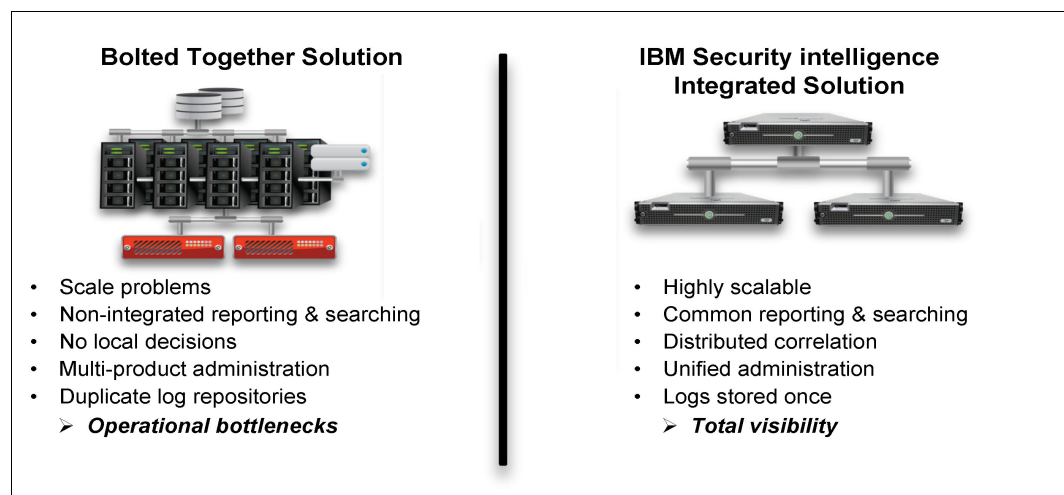 Bolted Together Solution
• Scale problems
• Non-integrated reporting & searching
• No local decisions
• Multi-product administration
• Duplicate log repositories
➢ Operational bottlenecks
IBM Security intelligence
Integrated Solution
• Highly scalable
• Common reporting & searching
• Distributed correlation
• Unified administration
• Logs stored once
➢ Total visibility